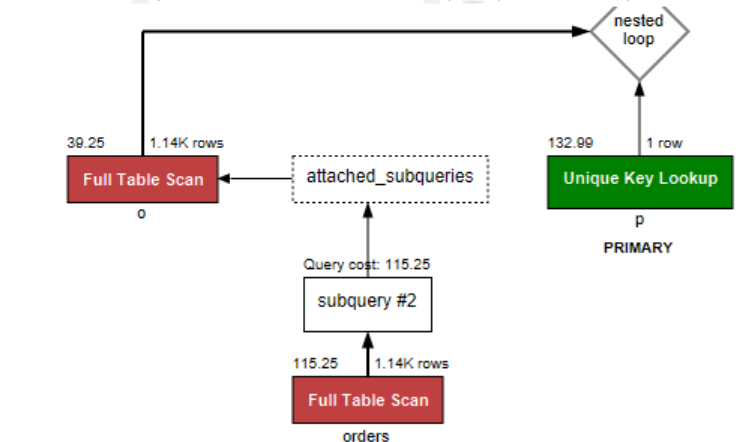 nested
loop
39.25 1.14K rows
132.99 1 row
Full Table Scan
attached_subqueries
Unique Key Lookup
o
p
PRIMARY
Query cost: 115.25
subquery #2
115.25 1.14K rows
Full Table Scan
orders